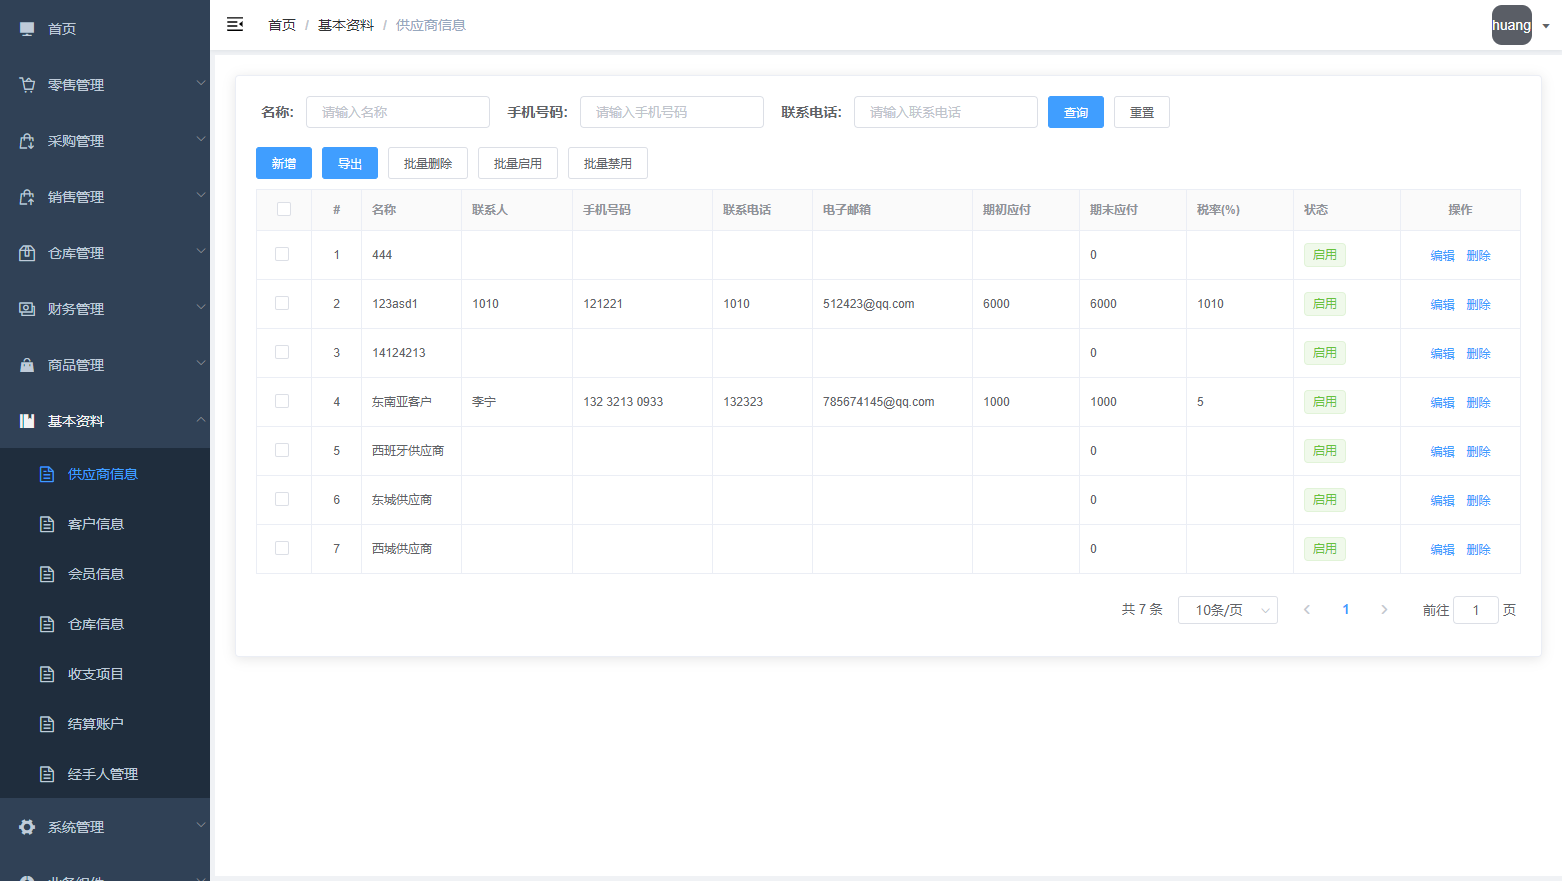 首页
零售管理
采购管理
销售管理
仓库管理
财务管理
商品管理
基本资料
供应商信息
客户信息
会员信息
仓库信息
收支项目
结算账户
经手人管理
系统管理
首页 / 基本资料 / 供应商信息
huang
名称: 请输入名称 手机号码: 请输入手机号码 联系电话: 请输入联系电话 查询 重置
新增 导出 批量删除 批量启用 批量禁用
# 名称 联系人 手机号码 联系电话 电子邮箱 期初应付 期末应付 税率(%) 状态 操作
1 444 0 启用 编辑 删除
2 123asd1 1010 121221 1010 512423@qq.com 6000 6000 1010 启用 编辑 删除
3 14124213 0 启用 编辑 删除
4 东南亚客户 李宁 132 3213 0933 132323 785674145@qq.com 1000 1000 5 启用 编辑 删除
5 西班牙供应商 0 启用 编辑 删除
6 东城供应商 0 启用 编辑 删除
7 西城供应商 0 启用 编辑 删除
共 7 条 10条/页 1 前往 1 页